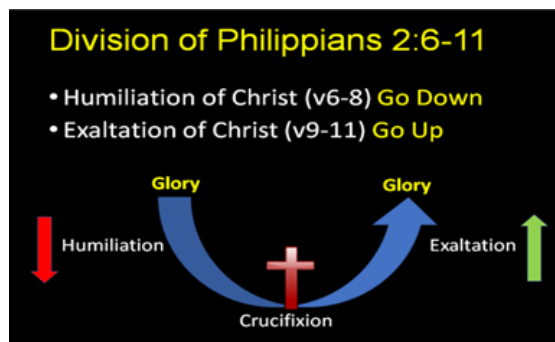 Division of Philippians 2:6-11
• Humiliation of Christ (v6-8) Go Down
• Exaltation of Christ (v9-11) Go Up
Glory Glory
Humiliation Exaltation
Crucifixion